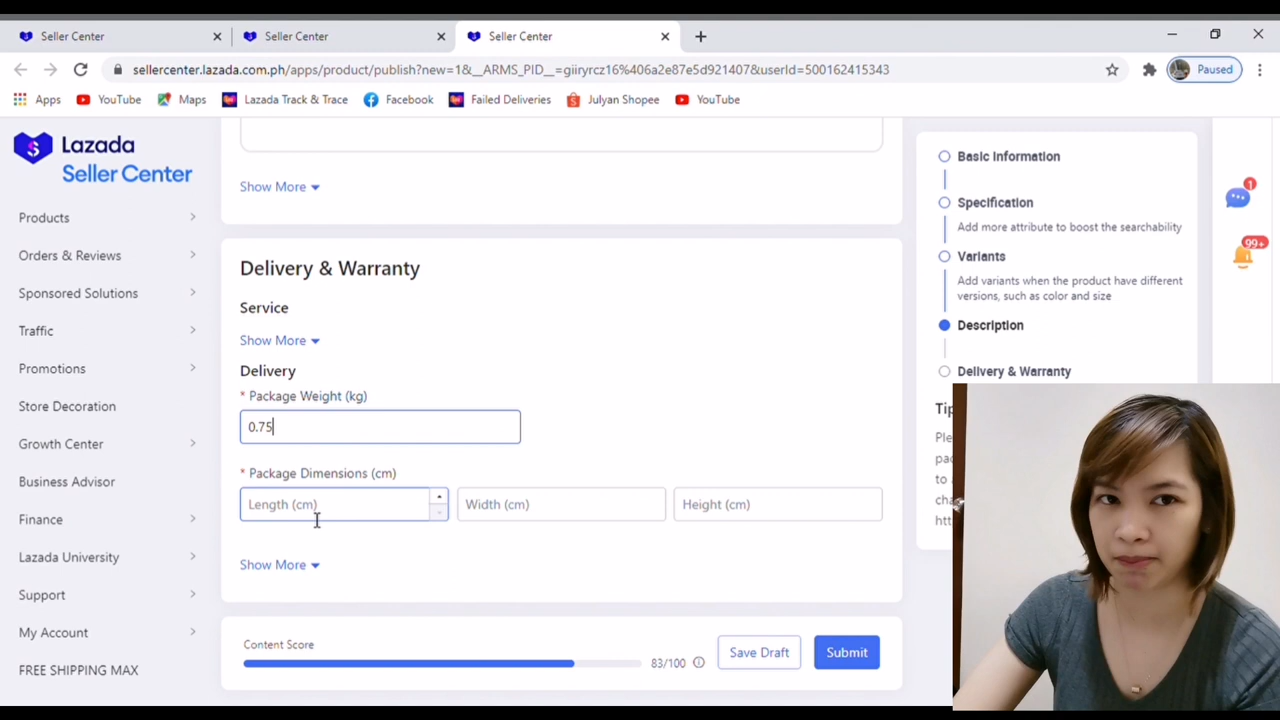 Seller Center
Seller Center
Seller Center
sellercenter.lazada.com.ph/apps/product/publish?new=1&__ARMS_PID__=giiryrcz16%406a2e87e5d921407&userId=500162415343
Paused
Apps
YouTube
Maps
Lazada Track & Trace
Facebook
Failed Deliveries
Julyan Shopee
YouTube
Lazada
Seller Center
Products
Orders & Reviews
Sponsored Solutions
Traffic
Promotions
Store Decoration
Growth Center
Business Advisor
Finance
Lazada University
Support
My Account
FREE SHIPPING MAX
Show More
Delivery & Warranty
Service
Show More
Delivery
* Package Weight (kg)
0.75
* Package Dimensions (cm)
Length (cm)
Width (cm)
Height (cm)
Show More
Content Score
83/100
Save Draft
Submit
Basic Information
Specification
Add more attribute to boost the searchability
Variants
Add variants when the product have different
versions, such as color and size
Description
Delivery & Warranty
1
99+